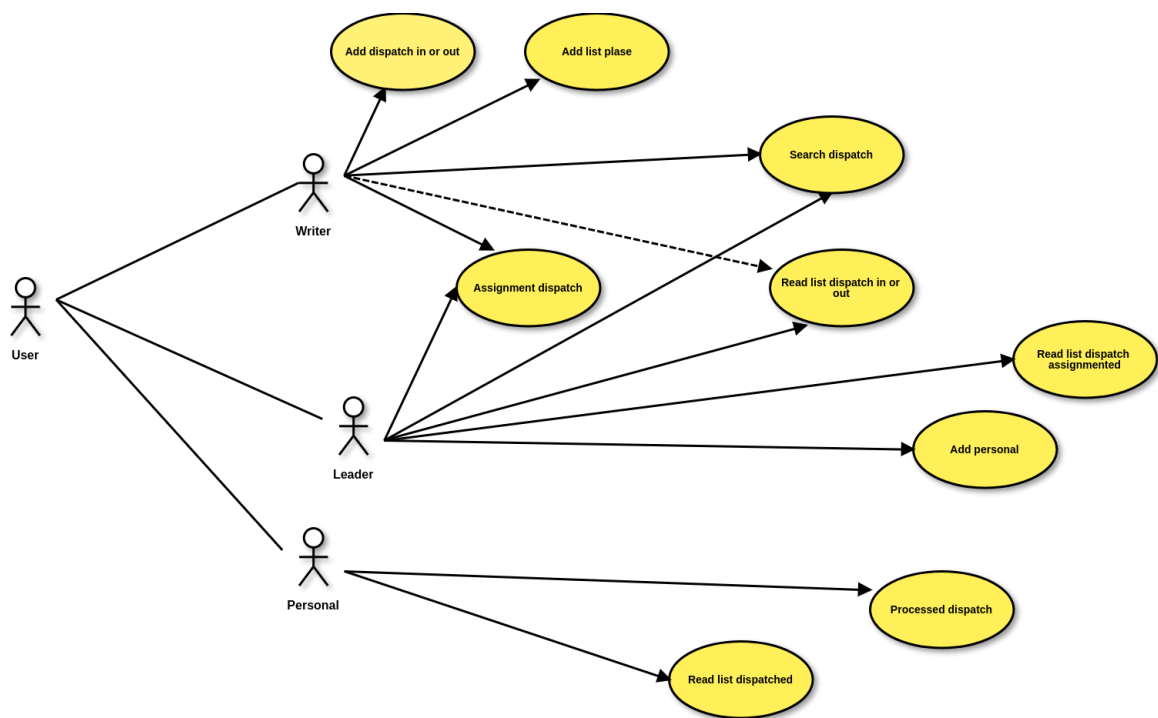 Add dispatch in or out
Add list plase
Search dispatch
Writer
Assignment dispatch
Read list dispatch in or
out
User
Read list dispatch
assignmented
Add personal
Leader
Personal
Processed dispatch
Read list dispatched